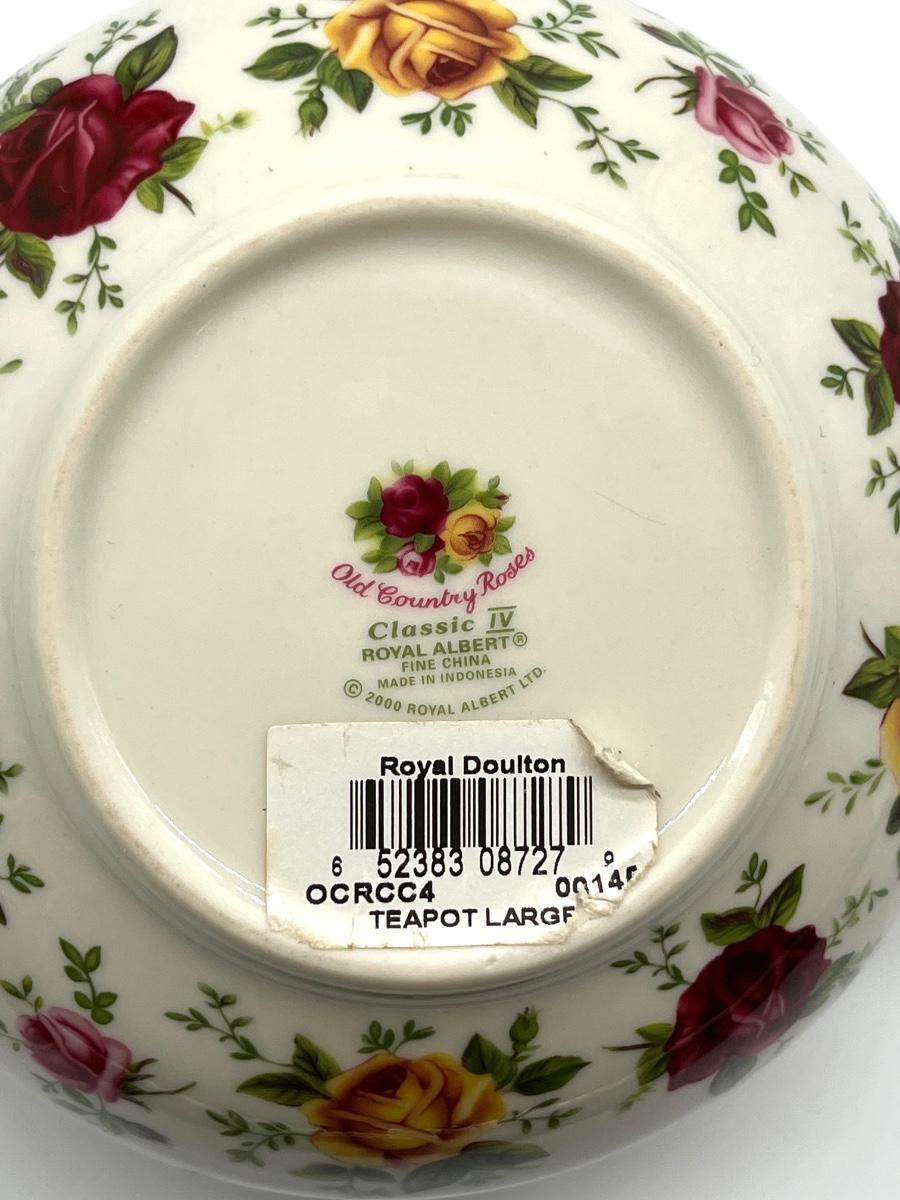 Old Country Roses
Classic IV
ROYAL ALBERT®
FINE CHINA
MADE IN INDONESIA
© 2000 ROYAL ALBERT LTD.
Royal Doulton
6 52383 08727 9
OCRCC4 00145
TEAPOT LARGE